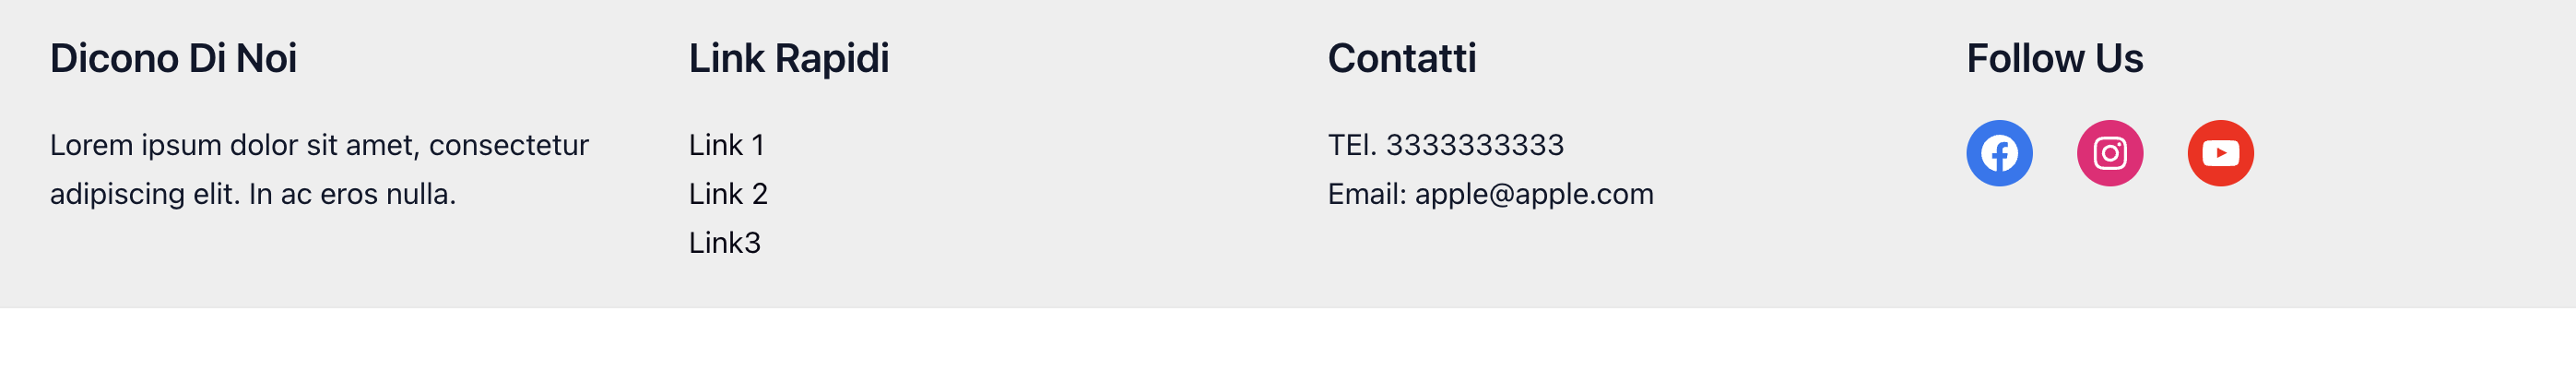 Dicono Di Noi
Lorem ipsum dolor sit amet, consectetur
adipiscing elit. In ac eros nulla.
Link Rapidi
Link 1
Link 2
Link3
Contatti
TEl. 3333333333
Email: apple@apple.com
Follow Us